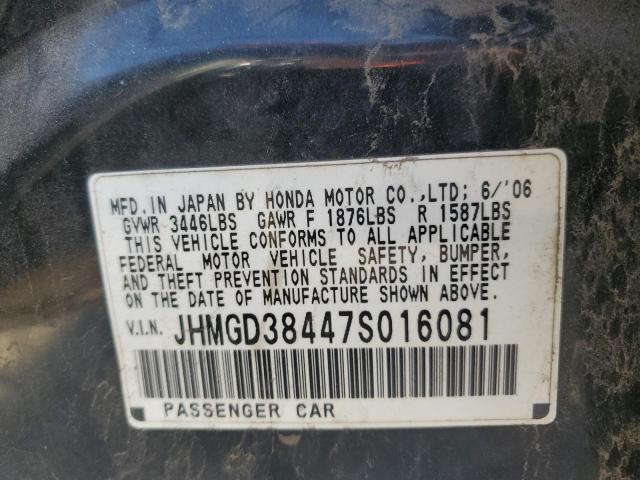 MFD. IN JAPAN BY HONDA MOTOR CO.,LTD; 6/'06
GVWR 3446LBS GAWR F 1876LBS R 1587LBS
THIS VEHICLE CONFORMS TO ALL APPLICABLE
FEDERAL MOTOR VEHICLE SAFETY, BUMPER,
AND THEFT PREVENTION STANDARDS IN EFFECT
ON THE DATE OF MANUFACTURE SHOWN ABOVE.
V.I.N. JHMGD38447S016081
PASSENGER CAR